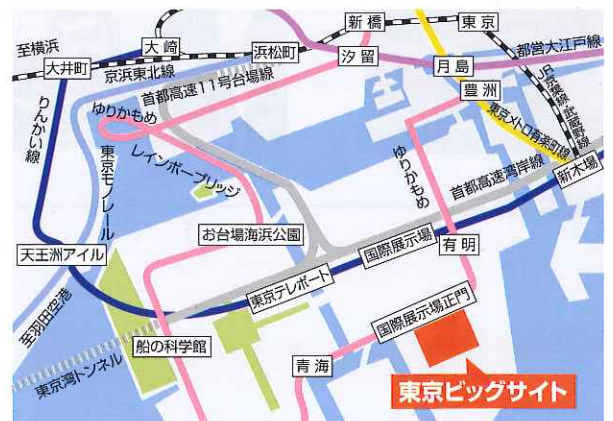 新橋
東京
至横浜
大崎
浜松町
汐留
月島
都営大江戸線
大井町
京浜東北線
首都高速11号台場線
豊洲
JR京葉線・武蔵野線
りんかい線
ゆりかもめ
東京メトロ有楽町線
東京モノレール
レインボーブリッジ
ゆりかもめ
首都高速湾岸線
新木場
お台場海浜公園
天王洲アイル
国際展示場
有明
東京テレポート
至羽田空港
国際展示場正門
船の科学館
東京湾トンネル
青海
東京ビッグサイト